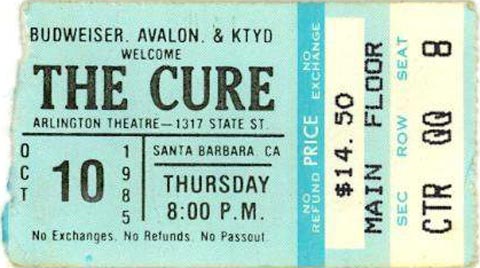 BUDWEISER, AVALON, & KTYD
WELCOME
THE CURE
ARLINGTON THEATRE—1317 STATE ST.
OCT
10
1985
SANTA BARBARA, CA
THURSDAY
8:00 P.M.
No Exchanges. No Refunds. No Passout.
NO REFUND PRICE NO EXCHANGE
$14.50
MAIN FLOOR
SEC ROW SEAT
CTR QQ 8